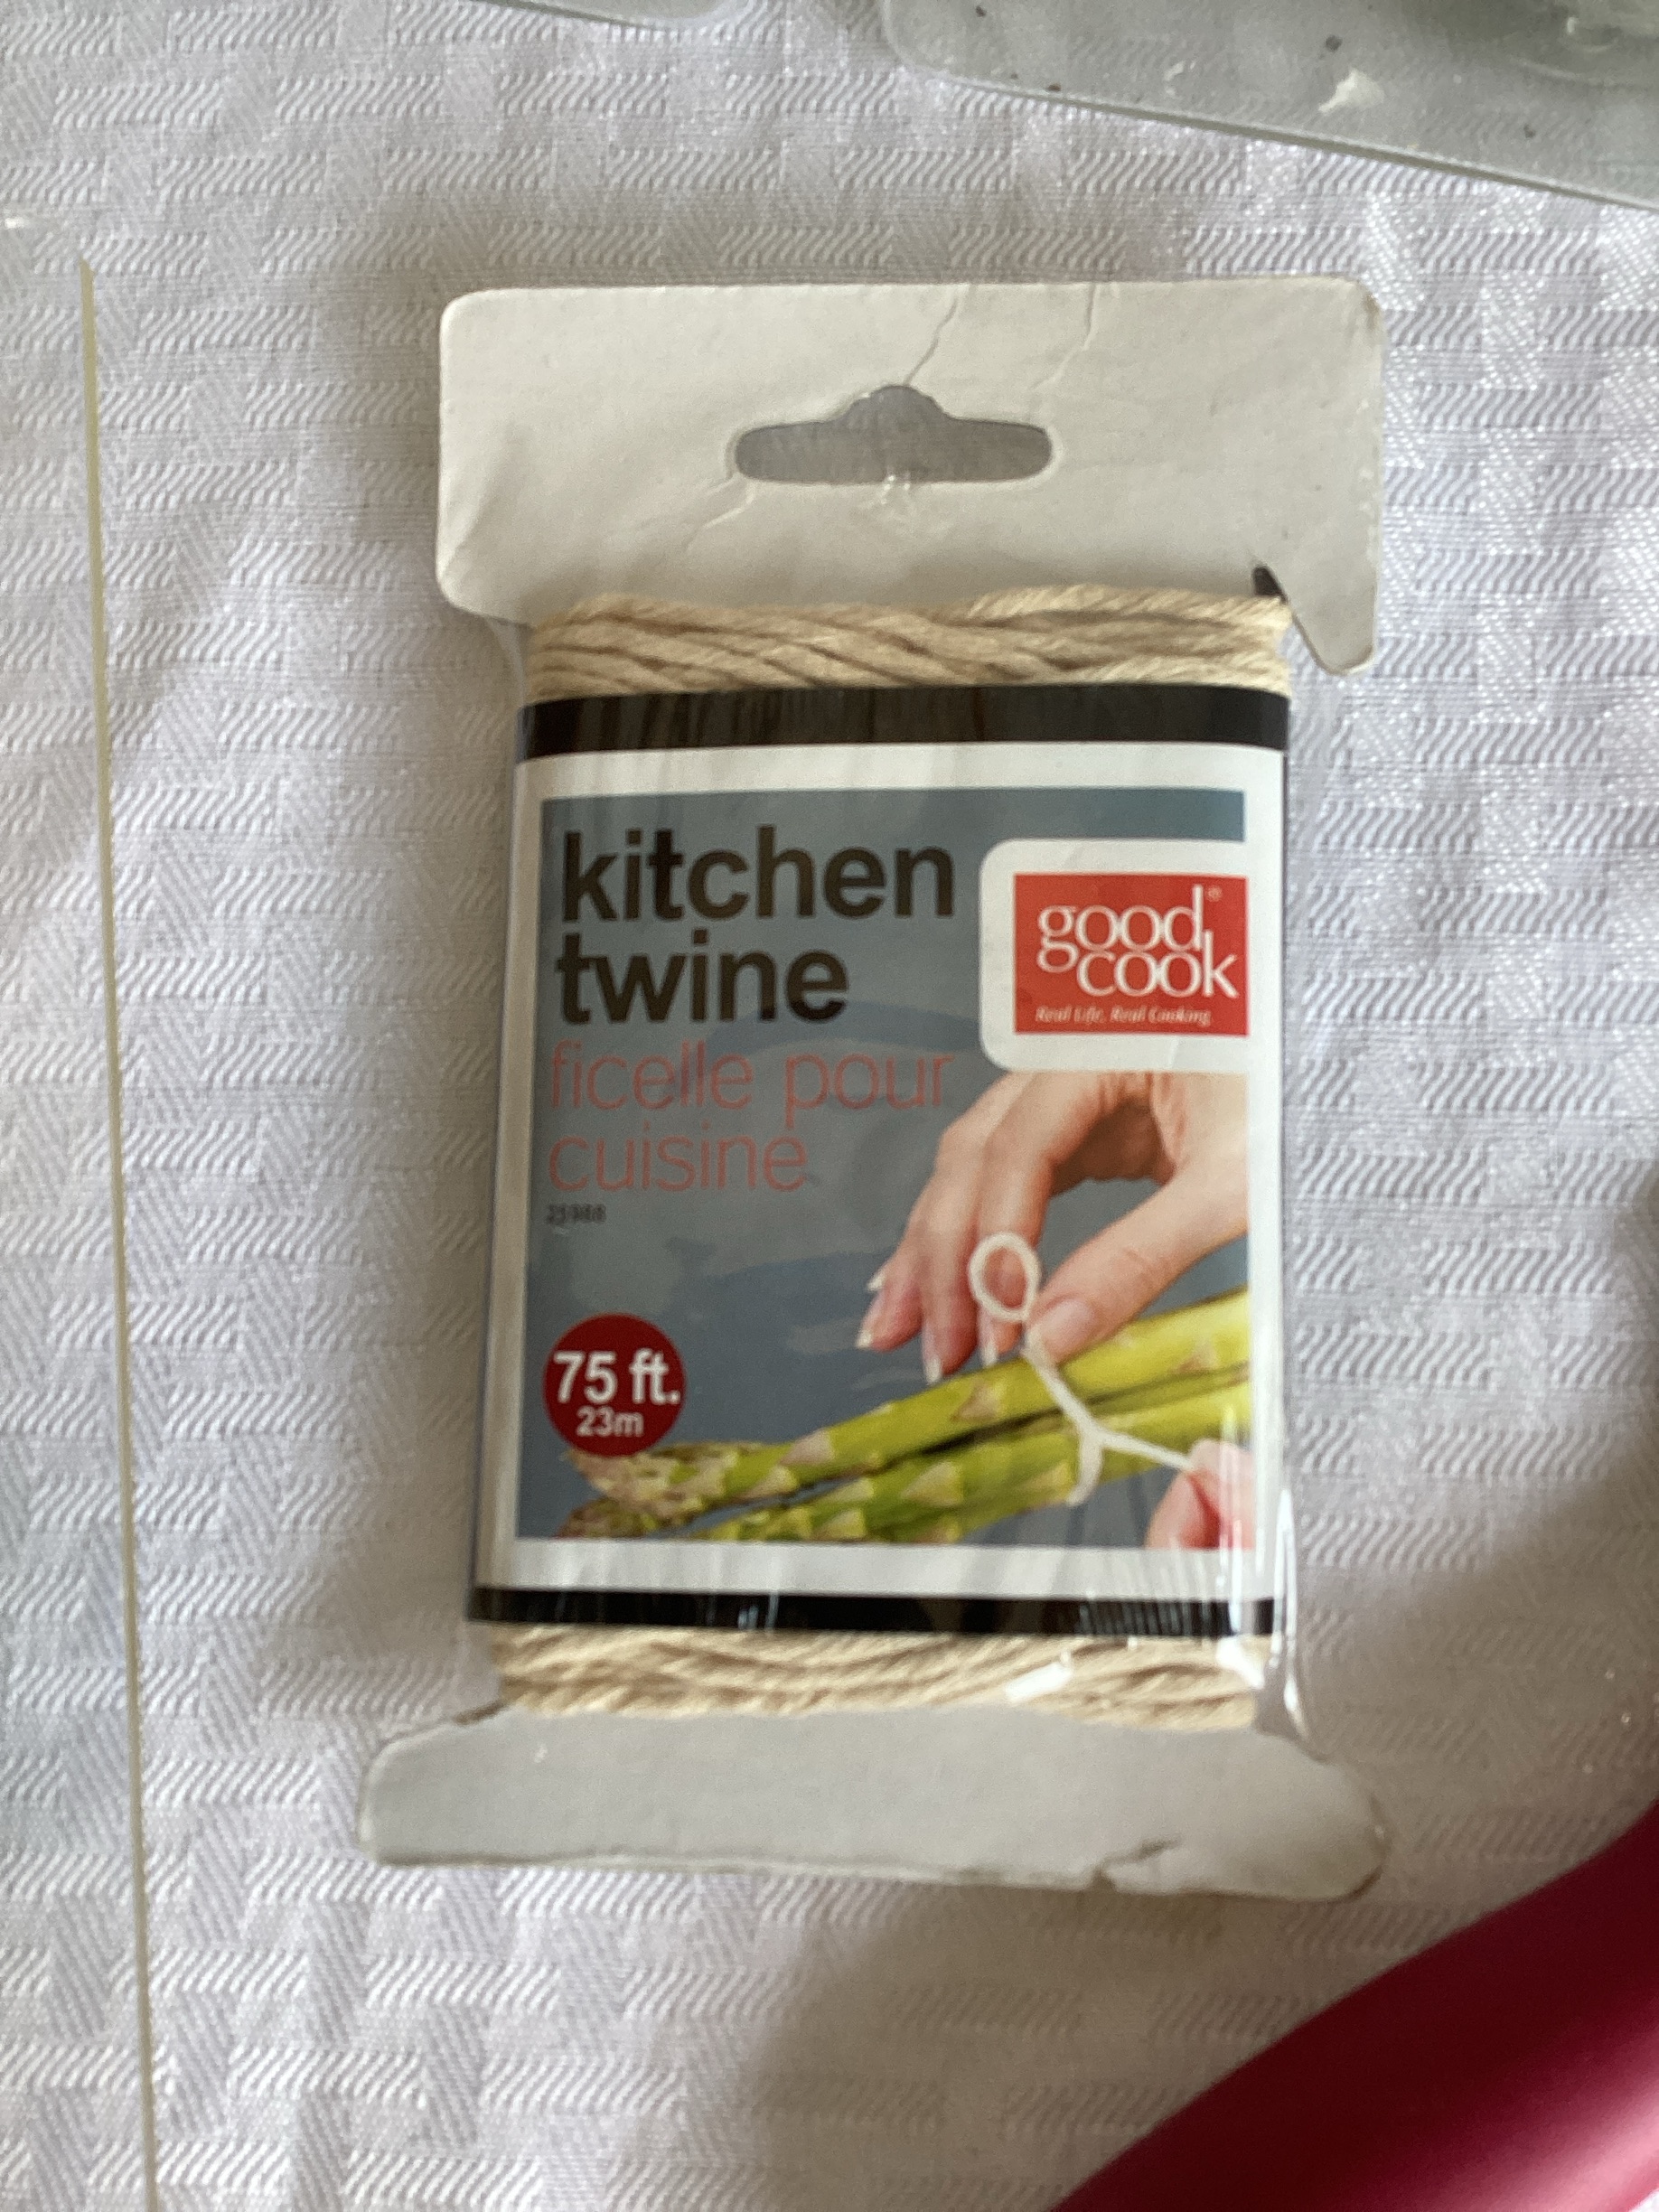 kitchen
twine
ficelle pour
cuisine
good®
cook
Real Life, Real Cooking
75 ft.
23m